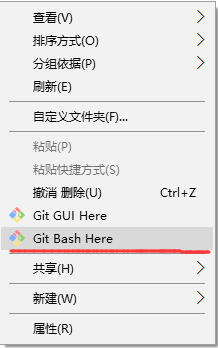 查看(V)
排序方式(O)
分组依据(P)
刷新(E)
自定义文件夹(F)...
粘贴(P)
粘贴快捷方式(S)
撤消 删除(U) Ctrl+Z
Git GUI Here
Git Bash Here
共享(H)
新建(W)
属性(R)